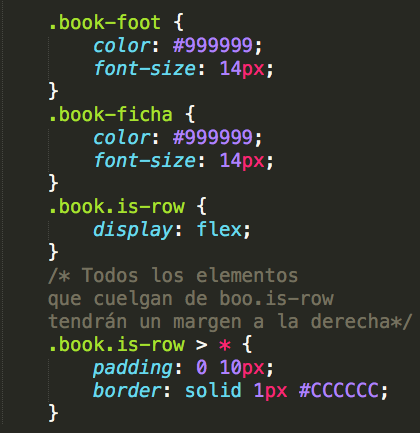 .book-foot {
color: #999999;
font-size: 14px;
}
.book-ficha {
color: #999999;
font-size: 14px;
}
.book.is-row {
display: flex;
}
/* Todos los elementos
que cuelgan de boo.is-row
tendrán un margen a la derecha*/
.book.is-row > * {
padding: 0 10px;
border: solid 1px #CCCCCC;
}